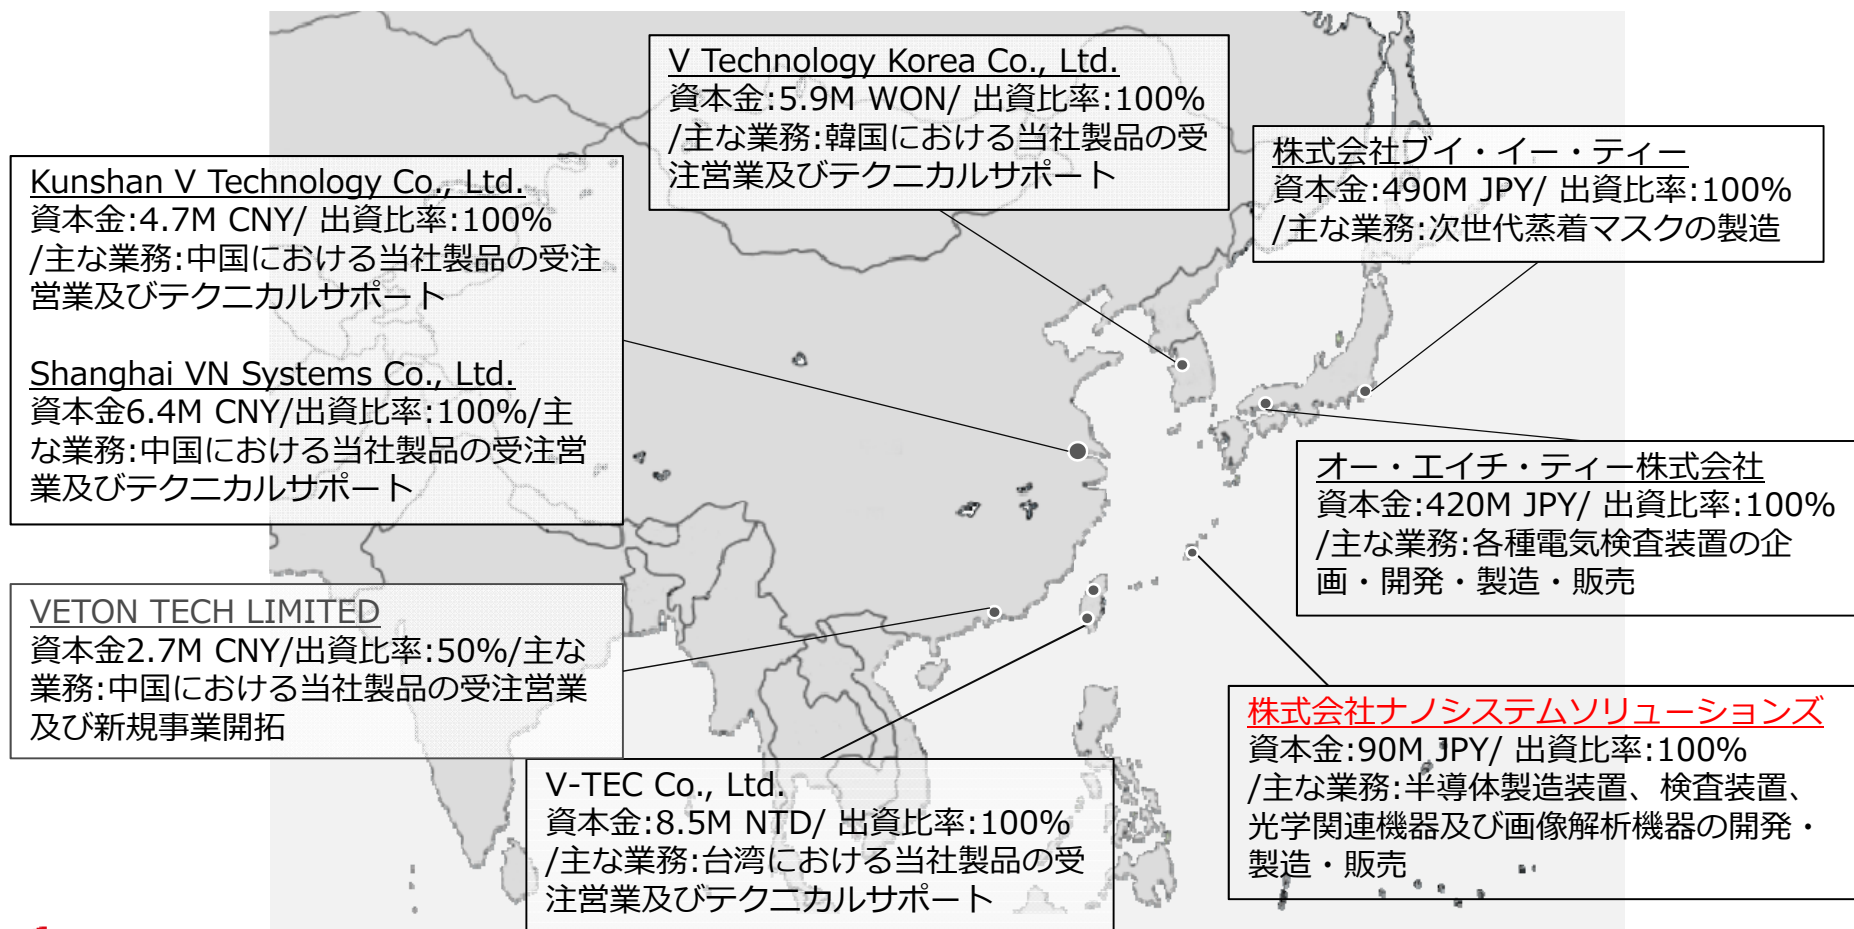 V Technology Korea Co., Ltd.
資本金:5.9M WON/ 出資比率:100%
/主な業務:韓国における当社製品の受
注営業及びテクニカルサポート
株式会社ブイ・イー・ティー
資本金:490M JPY/ 出資比率:100%
/主な業務:次世代蒸着マスクの製造
Kunshan V Technology Co., Ltd.
資本金:4.7M CNY/ 出資比率:100%
/主な業務:中国における当社製品の受注
営業及びテクニカルサポート
Shanghai VN Systems Co., Ltd.
資本金6.4M CNY/出資比率:100%/主
な業務:中国における当社製品の受注営
業及びテクニカルサポート
オー・エイチ・ティー株式会社
資本金:420M JPY/ 出資比率:100%
/主な業務:各種電気検査装置の企
画・開発・製造・販売
VETON TECH LIMITED
資本金2.7M CNY/出資比率:50%/主な
業務:中国における当社製品の受注営業
及び新規事業開拓
株式会社ナノシステムソリューションズ
資本金:90M JPY/ 出資比率:100%
/主な業務:半導体製造装置、検査装置、
光学関連機器及び画像解析機器の開発・
製造・販売
V-TEC Co., Ltd.
資本金:8.5M NTD/ 出資比率:100%
/主な業務:台湾における当社製品の受
注営業及びテクニカルサポート